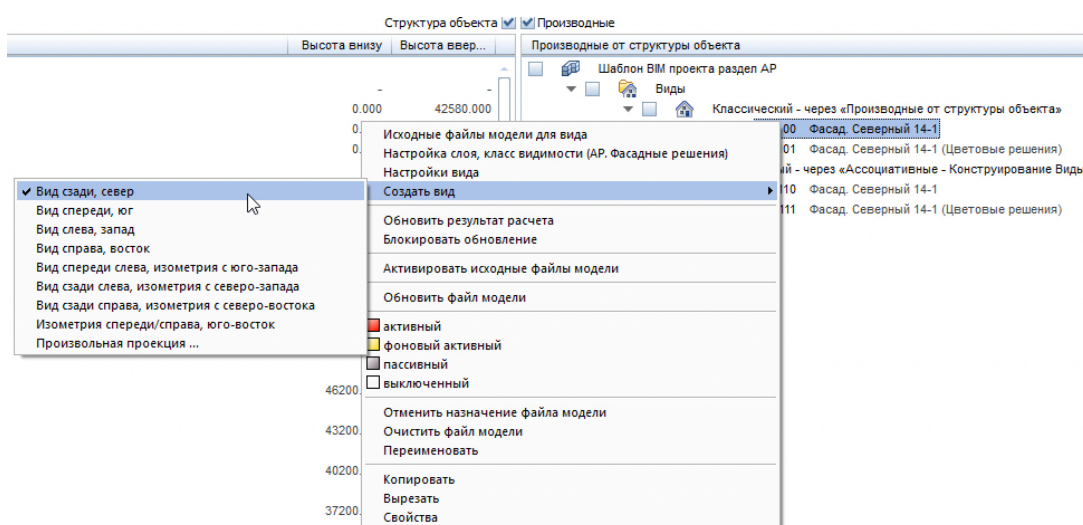 Структура объекта Производные
Высота внизу Высота ввер... Производные от структуры объекта
Шаблон BIM проекта раздел АР
- - Виды
0.000 42580.000 Классический - через «Производные от структуры объекта»
0. 00 Фасад. Северный 14-1
0. 01 Фасад. Северный 14-1 (Цветовые решения)
ый - через «Ассоциативные - Конструирование Виды
110 Фасад. Северный 14-1
111 Фасад. Северный 14-1 (Цветовые решения)
Исходные файлы модели для вида
Настройка слоя, класс видимости (АР. Фасадные решения)
Настройки вида
Создать вид
Обновить результат расчета
Блокировать обновление
Активировать исходные файлы модели
Обновить файл модели
активный
фоновый активный
пассивный
выключенный
Отменить назначение файла модели
Очистить файл модели
Переименовать
Копировать
Вырезать
Свойства
Вид сзади, север
Вид спереди, юг
Вид слева, запад
Вид справа, восток
Вид спереди слева, изометрия с юго-запада
Вид сзади слева, изометрия с северо-запада
Вид сзади справа, изометрия с северо-востока
Изометрия спереди/справа, юго-восток
Произвольная проекция ...
46200.
43200.
40200.
37200.